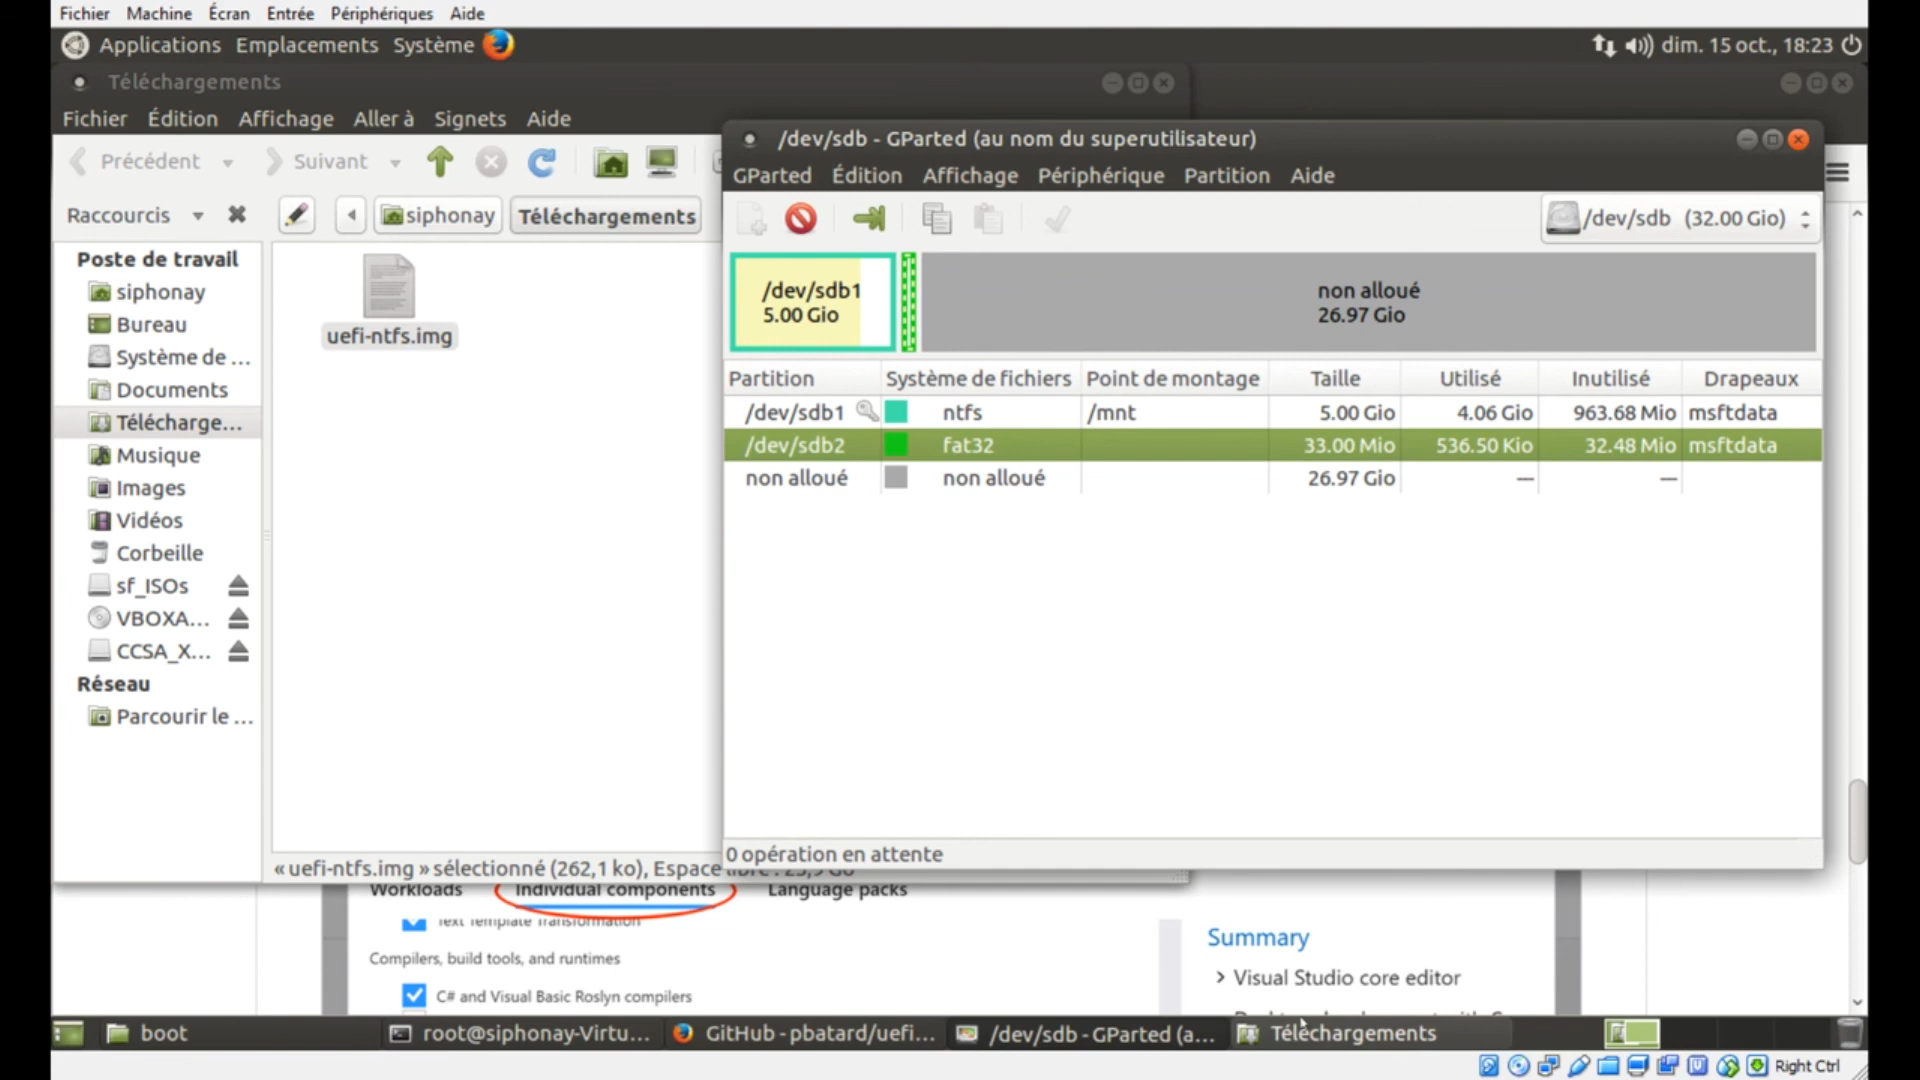 Fichier Machine Écran Entrée Périphériques Aide
Applications Emplacements Système
dim. 15 oct., 18:23
Téléchargements
Fichier Édition Affichage Aller à Signets Aide
Précédent Suivant
Raccourcis
siphonay Téléchargements
Poste de travail
siphonay
Bureau
Système de ...
Documents
Télécharge...
Musique
Images
Vidéos
Corbeille
sf_ISOs
VBOXA...
CCSA_X...
Réseau
Parcourir le ...
uefi-ntfs.img
« uefi-ntfs.img » sélectionné (262,1 ko), Espace
/dev/sdb - GParted (au nom du superutilisateur)
GParted Édition Affichage Périphérique Partition Aide
/dev/sdb (32.00 Gio)
/dev/sdb1
5.00 Gio
non alloué
26.97 Gio
Partition Système de fichiers Point de montage Taille Utilisé Inutilisé Drapeaux
/dev/sdb1 ntfs /mnt 5.00 Gio 4.06 Gio 963.68 Mio msftdata
/dev/sdb2 fat32 33.00 Mio 536.50 Kio 32.48 Mio msftdata
non alloué non alloué 26.97 Gio — —
0 opération en attente
Workloads Individual components Language packs
Text Template Transformation
Compilers, build tools, and runtimes
C# and Visual Basic Roslyn compilers
Summary
> Visual Studio core editor
boot
root@siphonay-Virtu...
GitHub - pbatard/uefi...
/dev/sdb - GParted (a...
Téléchargements
Right Ctrl